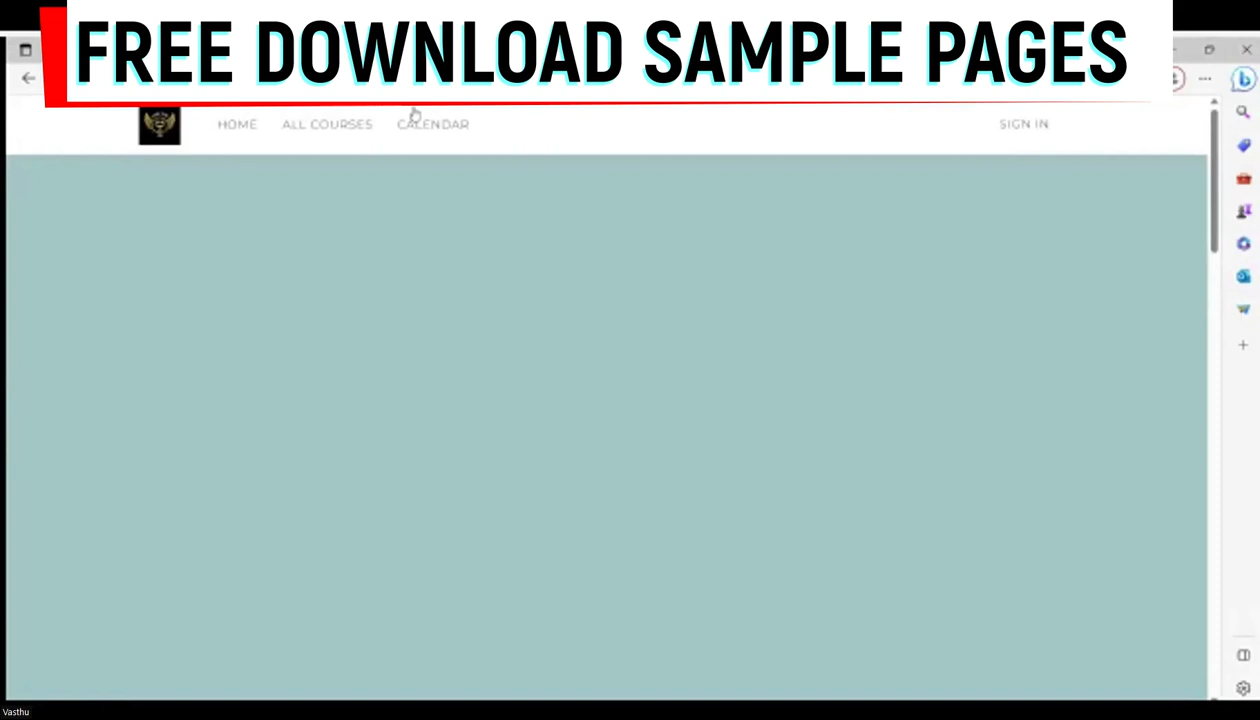 FREE DOWNLOAD SAMPLE PAGES
HOME ALL COURSES CALENDAR SIGN IN
Vasthu